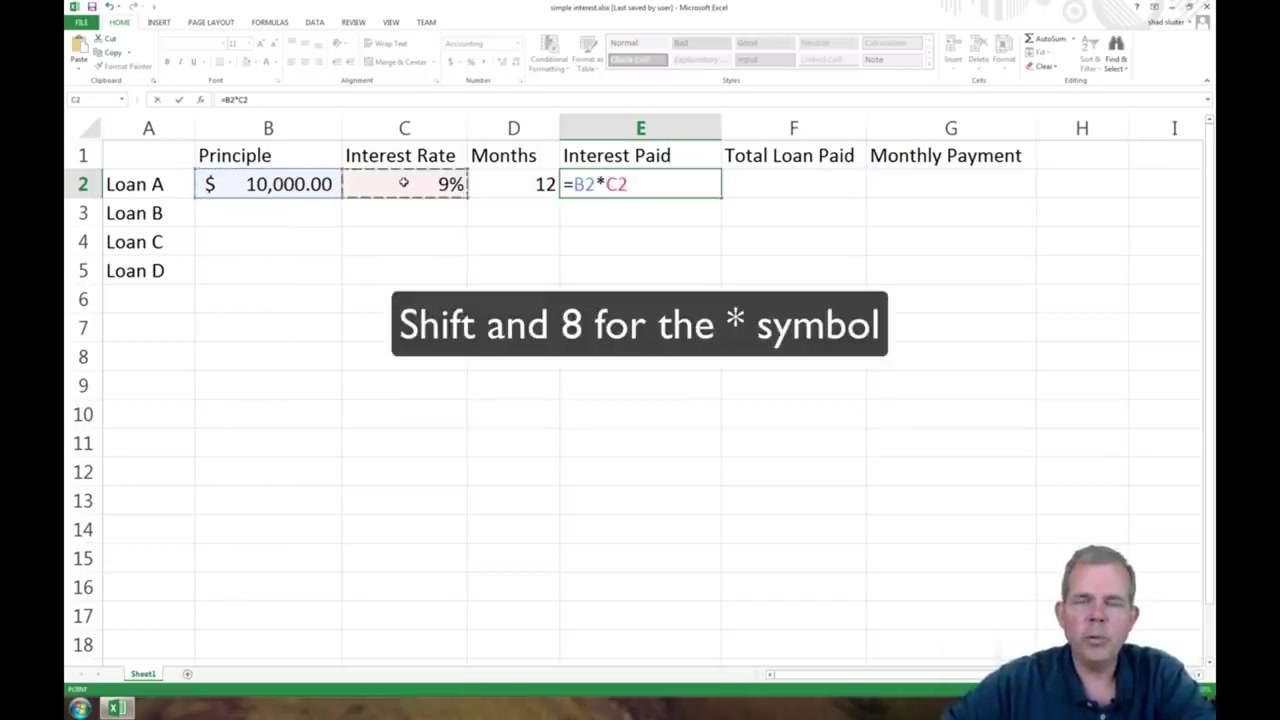 simple interest.xlsx [Last saved by user] - Microsoft Excel
FILE HOME INSERT PAGE LAYOUT FORMULAS DATA REVIEW VIEW TEAM shad sluiter
Cut
Copy
Format Painter
Paste
11
B I U
Wrap Text
Merge & Center
Accounting
$ % ,
Conditional Formatting
Format as Table
Normal Bad Good Neutral Calculation
Check Cell Explanatory... Input Linked Cell Note
Insert Delete Format
AutoSum
Fill
Clear
Sort & Filter
Find & Select
Clipboard Font Alignment Number Styles Cells Editing
C2 fx =B2*C2
A B C D E F G H I
1 Principle Interest Rate Months Interest Paid Total Loan Paid Monthly Payment
2 Loan A $ 10,000.00 9% 12 =B2*C2
3 Loan B
4 Loan C
5 Loan D
6
Shift and 8 for the * symbol
7
8
9
10
11
12
13
14
15
16
17
18
Sheet1
POINT